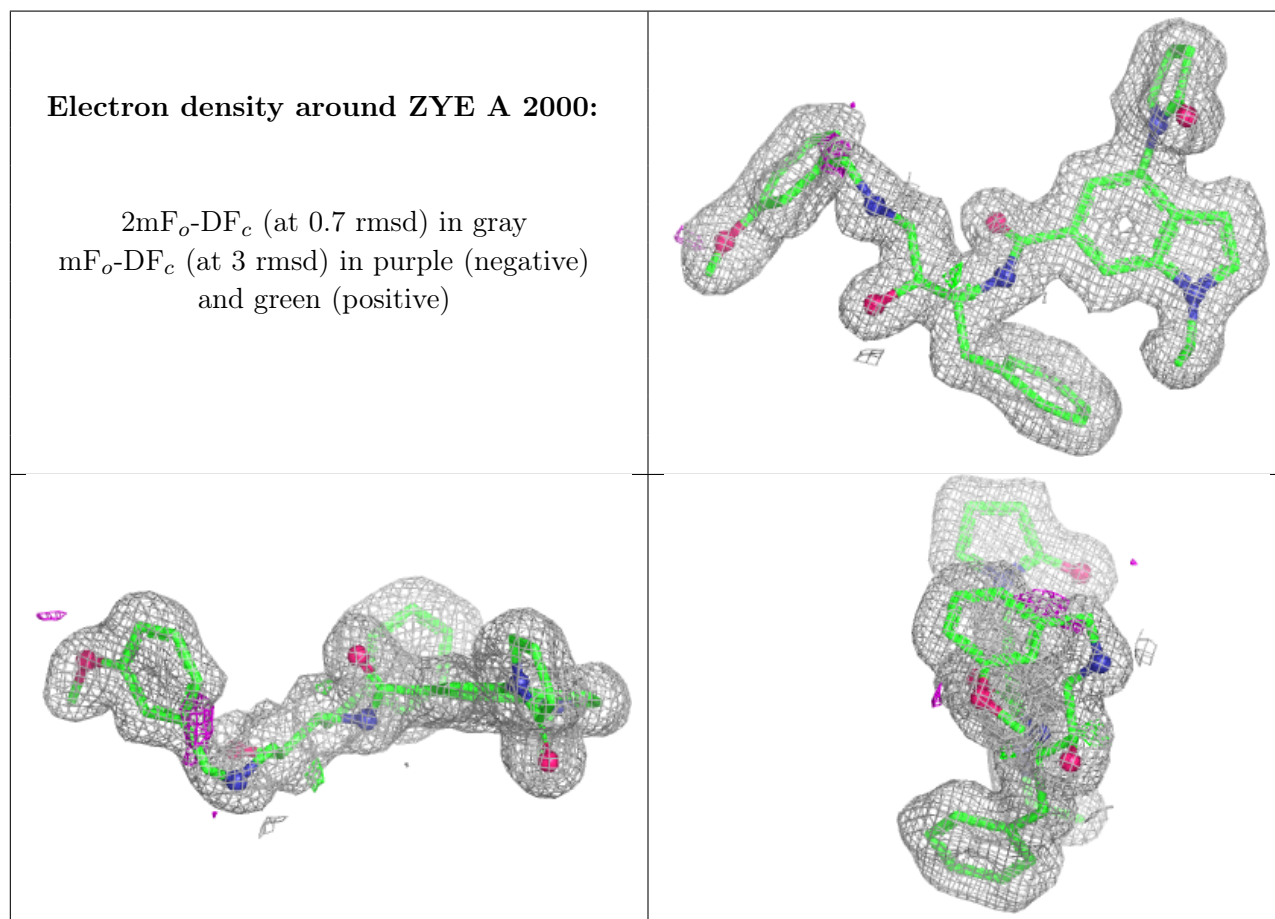 Electron density around ZYE A 2000:
2mFo-DFc (at 0.7 rmsd) in gray
mFo-DFc (at 3 rmsd) in purple (negative)
and green (positive)